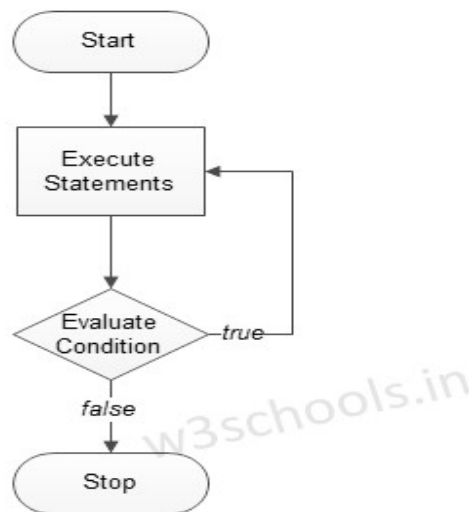 Start
Execute
Statements
Evaluate
Condition
true
false
w3schools.in
Stop